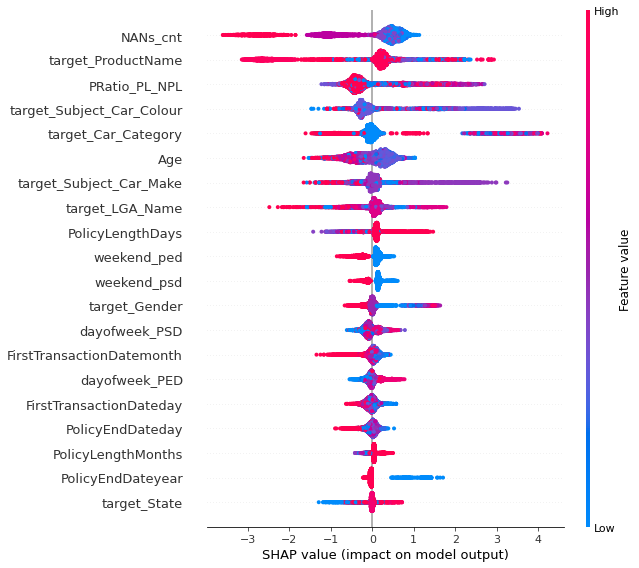 High
NANs_cnt
target_ProductName
PRatio_PL_NPL
target_Subject_Car_Colour
target_Car_Category
Age
target_Subject_Car_Make
target_LGA_Name
PolicyLengthDays
weekend_ped
weekend_psd
target_Gender
dayofweek_PSD
FirstTransactionDatemonth
dayofweek_PED
FirstTransactionDateday
PolicyEndDateday
PolicyLengthMonths
PolicyEndDateyear
target_State
Feature value
Low
−3 −2 −1 0 1 2 3 4
SHAP value (impact on model output)